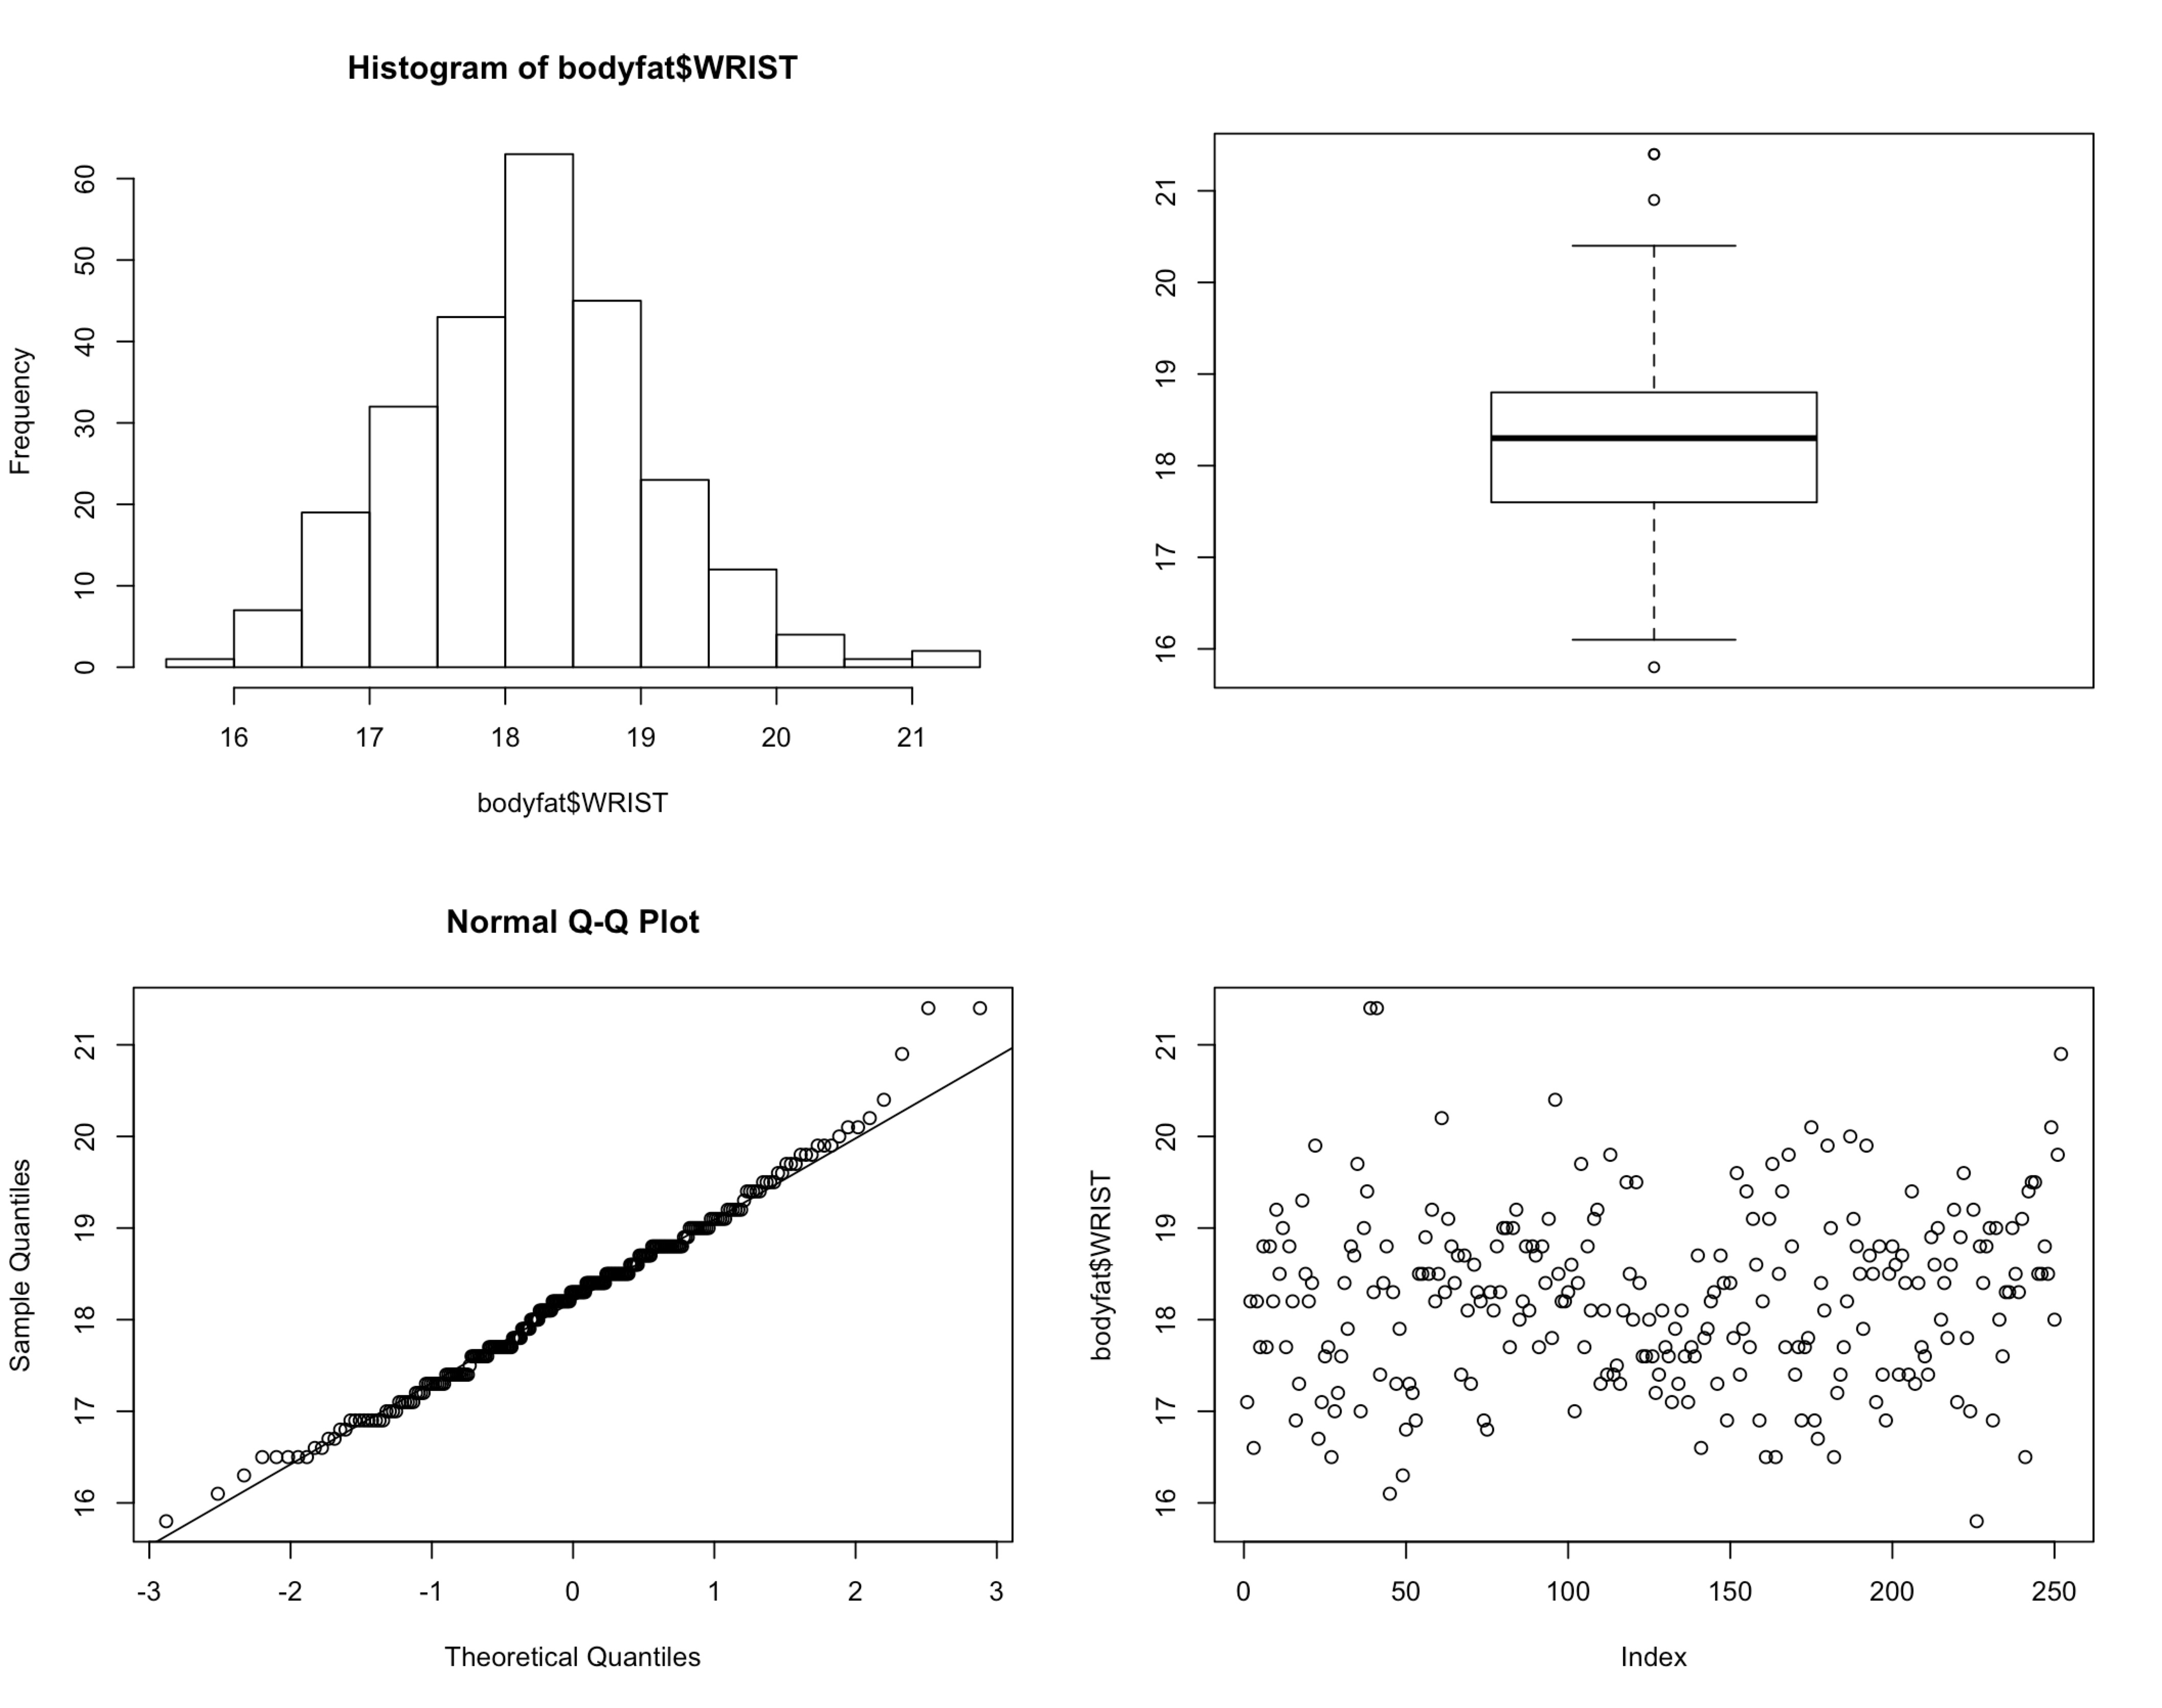 Histogram of bodyfat$WRIST
Frequency
0 10 20 30 40 50 60
16 17 18 19 20 21
bodyfat$WRIST
16 17 18 19 20 21
Normal Q-Q Plot
Sample Quantiles
16 17 18 19 20 21
-3 -2 -1 0 1 2 3
Theoretical Quantiles
bodyfat$WRIST
16 17 18 19 20 21
0 50 100 150 200 250
Index